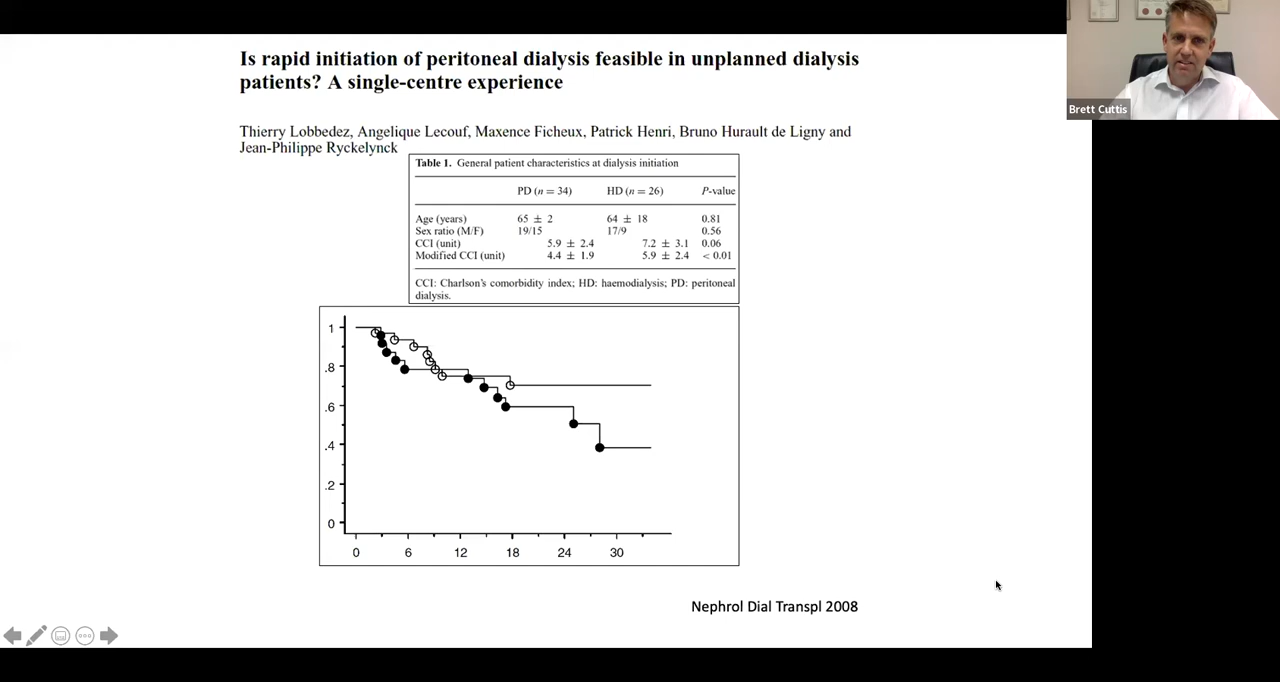 Is rapid initiation of peritoneal dialysis feasible in unplanned dialysis
patients? A single-centre experience
Thierry Lobbedez, Angelique Lecouf, Maxence Ficheux, Patrick Henri, Bruno Hurault de Ligny and
Jean-Philippe Ryckelynck
Table 1. General patient characteristics at dialysis initiation
PD (n = 34) HD (n = 26) P-value
Age (years) 65 ± 2 64 ± 18 0.81
Sex ratio (M/F) 19/15 17/9 0.56
CCI (unit) 5.9 ± 2.4 7.2 ± 3.1 0.06
Modified CCI (unit) 4.4 ± 1.9 5.9 ± 2.4 < 0.01
CCI: Charlson's comorbidity index; HD: haemodialysis; PD: peritoneal
dialysis.
1
.8
.6
.4
.2
0
0 6 12 18 24 30
Nephrol Dial Transpl 2008
Brett Cuttis